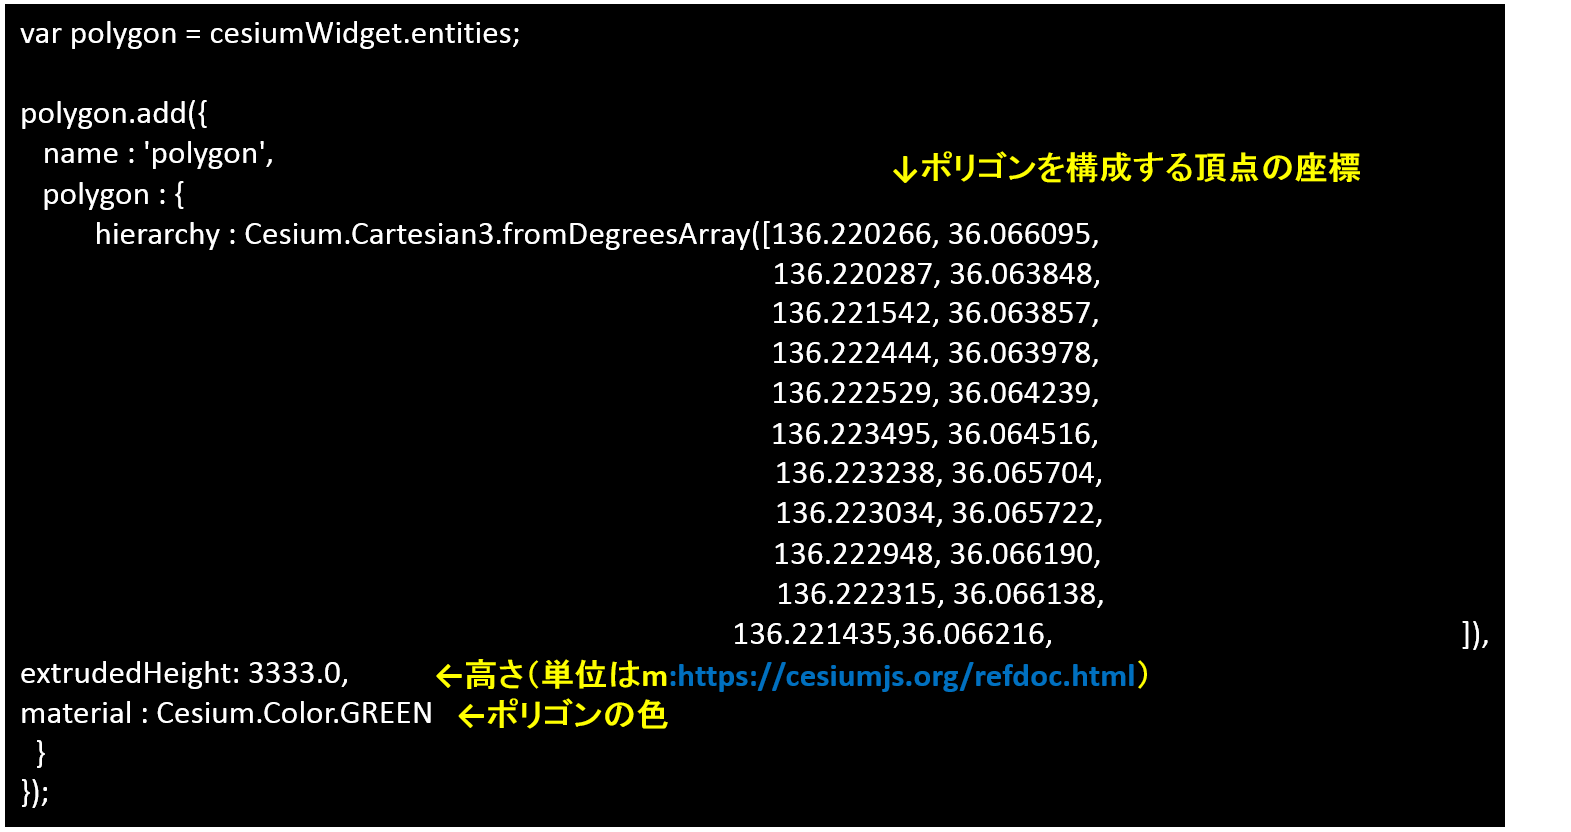 var polygon = cesiumWidget.entities;
polygon.add({
name : 'polygon',
↓ポリゴンを構成する頂点の座標
polygon : {
hierarchy : Cesium.Cartesian3.fromDegreesArray([136.220266, 36.066095,
136.220287, 36.063848,
136.221542, 36.063857,
136.222444, 36.063978,
136.222529, 36.064239,
136.223495, 36.064516,
136.223238, 36.065704,
136.223034, 36.065722,
136.222948, 36.066190,
136.222315, 36.066138,
136.221435,36.066216, ]),
extrudedHeight: 3333.0, ←高さ（単位はm:https://cesiumjs.org/refdoc.html）
material : Cesium.Color.GREEN ←ポリゴンの色
}
});